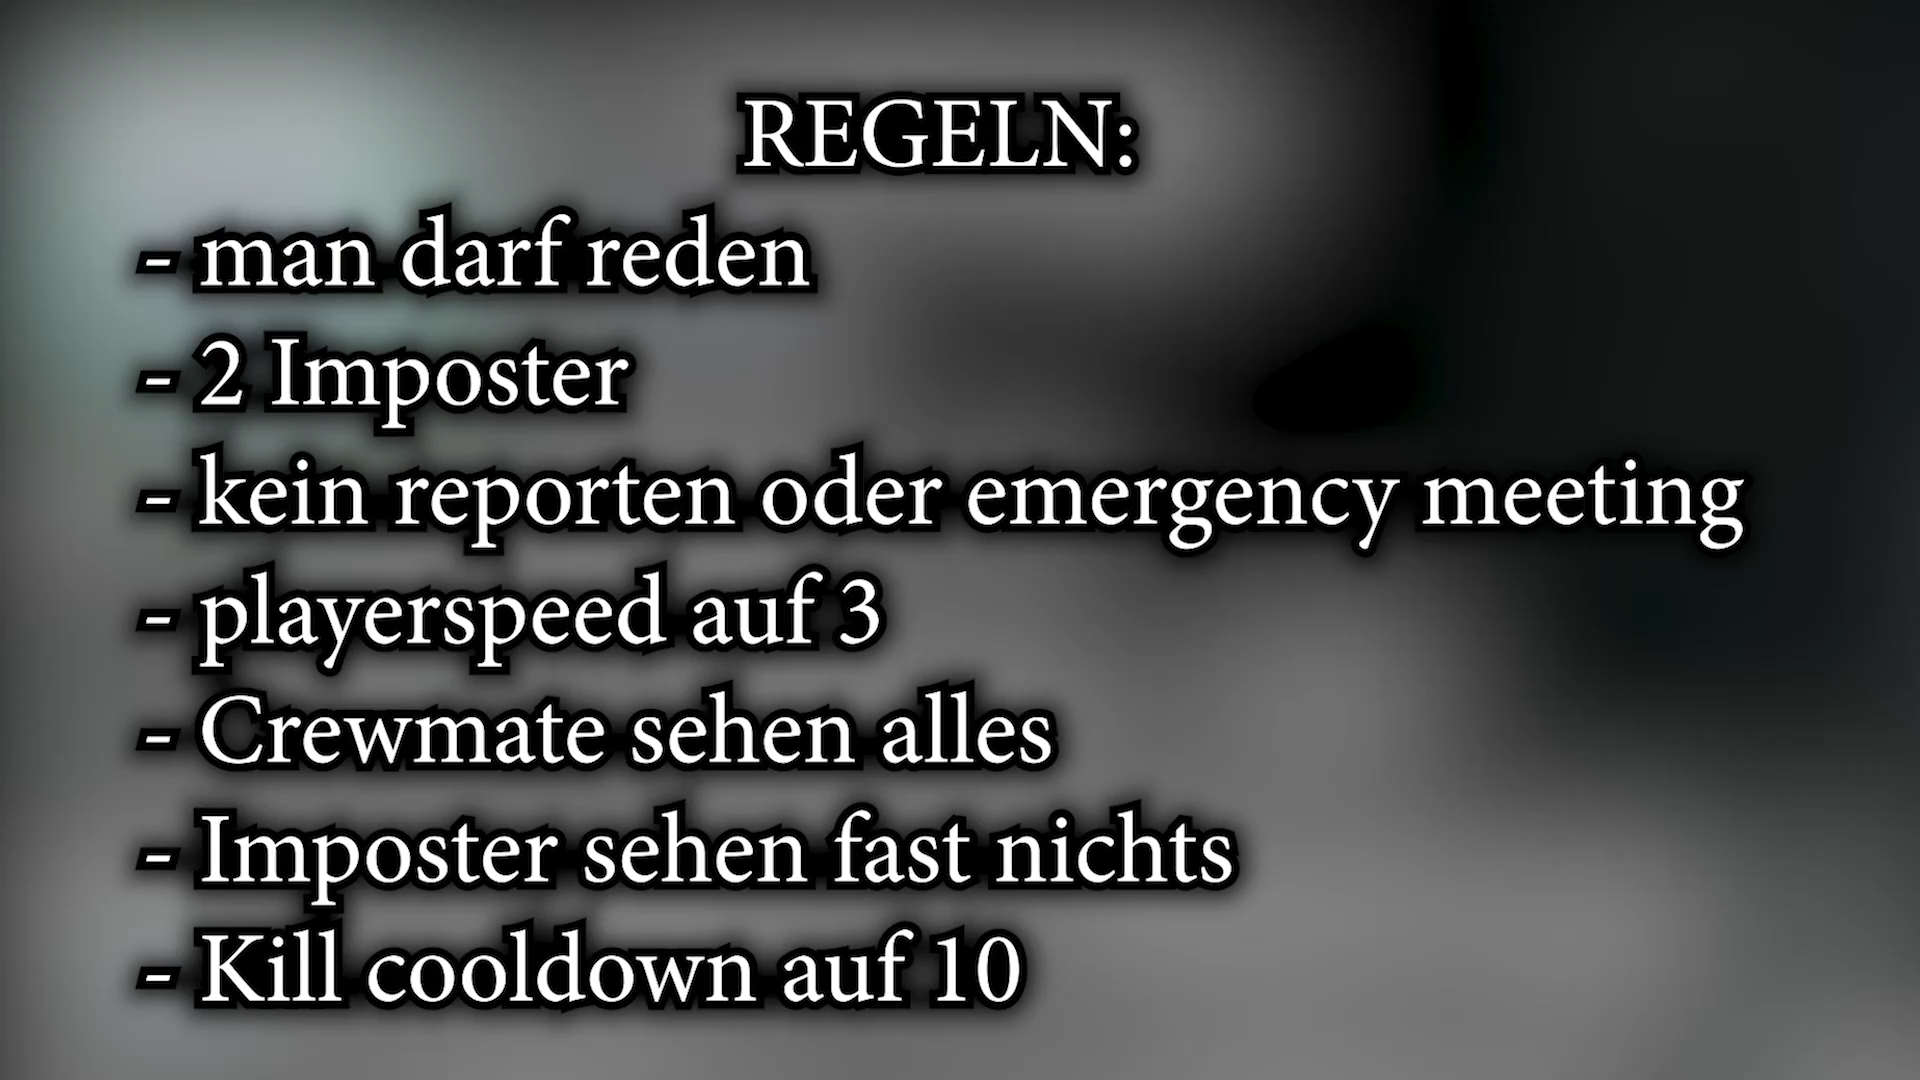 REGELN:
- man darf reden
- 2 Imposter
- kein reporten oder emergency meeting
- playerspeed auf 3
- Crewmate sehen alles
- Imposter sehen fast nichts
- Kill cooldown auf 10